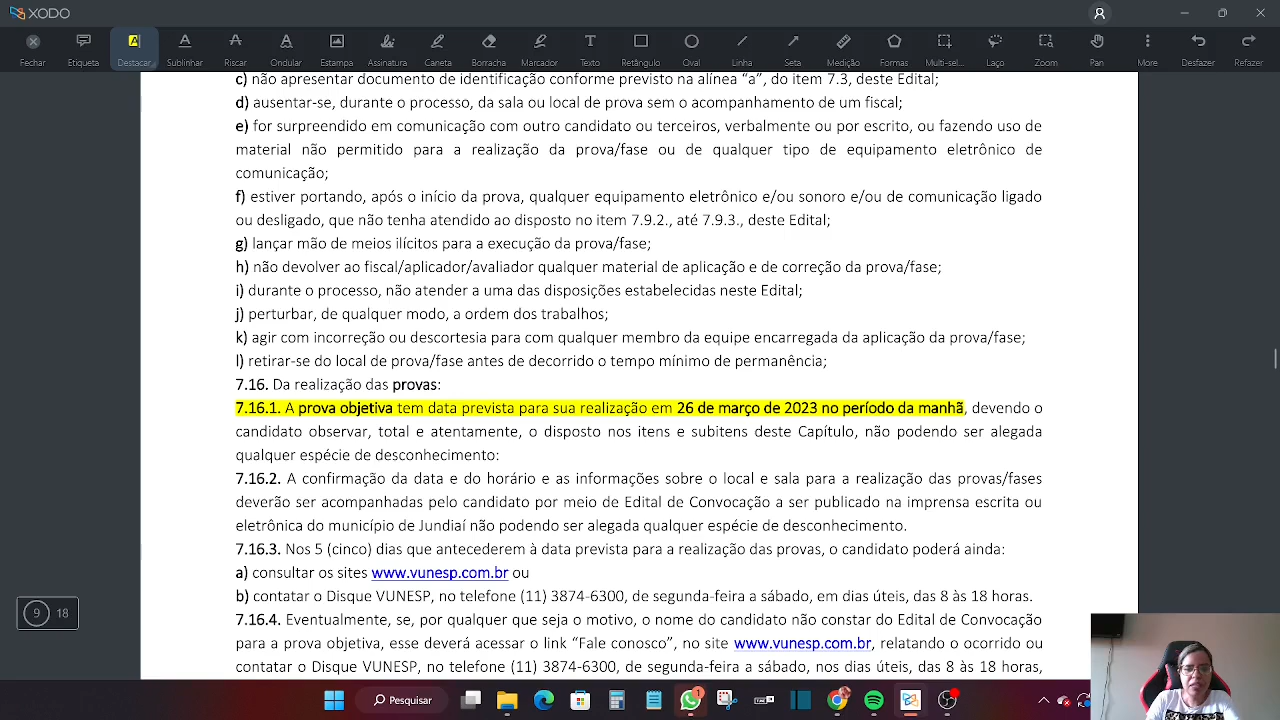 XODO
Fechar
Etiqueta
Destacar
Sublinhar
Riscar
Ondular
Estampa
Assinatura
Caneta
Borracha
Marcador
Texto
Retângulo
Oval
Linha
Seta
Medição
Forma
Multi-sel...
Laço
Zoom
Pan
More
Desfazer
Refazer
c) não apresentar documento de identificação conforme previsto na alínea “a”, do item 7.3, deste Edital;
d) ausentar-se, durante o processo, da sala ou local de prova sem o acompanhamento de um fiscal;
e) for surpreendido em comunicação com outro candidato ou terceiros, verbalmente ou por escrito, ou fazendo uso de
material não permitido para a realização da prova/fase ou de qualquer tipo de equipamento eletrônico de
comunicação;
f) estiver portando, após o início da prova, qualquer equipamento eletrônico e/ou sonoro e/ou de comunicação ligado
ou desligado, que não tenha atendido ao disposto no item 7.9.2., até 7.9.3., deste Edital;
g) lançar mão de meios ilícitos para a execução da prova/fase;
h) não devolver ao fiscal/aplicador/avaliador qualquer material de aplicação e de correção da prova/fase;
i) durante o processo, não atender a uma das disposições estabelecidas neste Edital;
j) perturbar, de qualquer modo, a ordem dos trabalhos;
k) agir com incorreção ou descortesia para com qualquer membro da equipe encarregada da aplicação da prova/fase;
l) retirar-se do local de prova/fase antes de decorrido o tempo mínimo de permanência;
7.16. Da realização das provas:
7.16.1. A prova objetiva tem data prevista para sua realização em 26 de março de 2023 no período da manhã, devendo o
candidato observar, total e atentamente, o disposto nos itens e subitens deste Capítulo, não podendo ser alegada
qualquer espécie de desconhecimento:
7.16.2. A confirmação da data e do horário e as informações sobre o local e sala para a realização das provas/fases
deverão ser acompanhadas pelo candidato por meio de Edital de Convocação a ser publicado na imprensa escrita ou
eletrônica do município de Jundiaí não podendo ser alegada qualquer espécie de desconhecimento.
7.16.3. Nos 5 (cinco) dias que antecederem à data prevista para a realização das provas, o candidato poderá ainda:
a) consultar os sites www.vunesp.com.br ou
b) contatar o Disque VUNESP, no telefone (11) 3874-6300, de segunda-feira a sábado, em dias úteis, das 8 às 18 horas.
7.16.4. Eventualmente, se, por qualquer que seja o motivo, o nome do candidato não constar do Edital de Convocação
para a prova objetiva, esse deverá acessar o link “Fale conosco”, no site www.vunesp.com.br, relatando o ocorrido ou
contatar o Disque VUNESP, no telefone (11) 3874-6300, de segunda-feira a sábado, nos dias úteis, das 8 às 18 horas,
9 18
Pesquisar
1